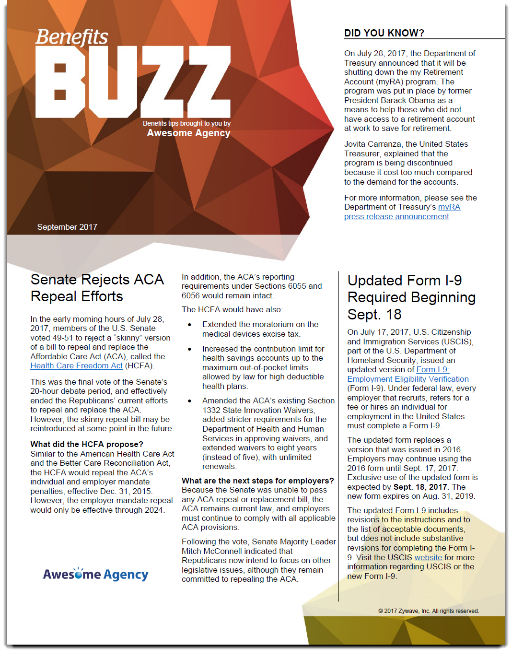 Benefits
BUZZ
Benefits tips brought to you by
Awesome Agency
September 2017
DID YOU KNOW?
On July 28, 2017, the Department of
Treasury announced that it will be
shutting down the my Retirement
Account (myRA) program. The
program was put in place by former
President Barack Obama as a
means to help those who did not
have access to a retirement account
at work to save for retirement.
Jovita Carranza, the United States
Treasurer, explained that the
program is being discontinued
because it cost too much compared
to the demand for the accounts.
For more information, please see the
Department of Treasury's myRA
press release announcement
Senate Rejects ACA
Repeal Efforts
In the early morning hours of July 28,
2017, members of the U.S. Senate
voted 49-51 to reject a "skinny" version
of a bill to repeal and replace the
Affordable Care Act (ACA), called the
Health Care Freedom Act (HCFA)
This was the final vote of the Senate's
20-hour debate period, and effectively
ended the Republicans' current efforts
to repeal and replace the ACA.
However, the skinny repeal bill may be
reintroduced at some point in the future.
What did the HCFA propose?
Similar to the American Health Care Act
and the Better Care Reconciliation Act,
the HCFA would repeal the ACA's
individual and employer mandate
penalties, effective Dec. 31, 2015.
However, the employer mandate repeal
would only be effective through 2024.
Awesome Agency
In addition, the ACA's reporting
requirements under Sections 6055 and
6056 would remain intact.
The HCFA would have also:
• Extended the moratorium on the
medical devices excise tax.
• Increased the contribution limit for
health savings accounts up to the
maximum out-of-pocket limits
allowed by law for high deductible
health plans.
• Amended the ACA's existing Section
1332 State Innovation Waivers,
added stricter requirements for the
Department of Health and Human
Services in approving waivers, and
extended waivers to eight years
(instead of five), with unlimited
renewals.
What are the next steps for employers?
Because the Senate was unable to pass
any ACA repeal or replacement bill, the
ACA remains current law, and employers
must continue to comply with all applicable
ACA provisions.
Following the vote, Senate Majority Leader
Mitch McConnell indicated that
Republicans now intend to focus on other
legislative issues, although they remain
committed to repealing the ACA.
Updated Form I-9
Required Beginning
Sept. 18
On July 17, 2017, U.S. Citizenship
and Immigration Services (USCIS),
part of the U.S. Department of
Homeland Security, issued an
updated version of Form I-9:
Employment Eligibility Verification
(Form I-9). Under federal law, every
employer that recruits, refers for a
fee or hires an individual for
employment in the United States
must complete a Form I-9
The updated form replaces a
version that was issued in 2016.
Employers may continue using the
2016 form until Sept. 17, 2017.
Exclusive use of the updated form is
expected by Sept. 18, 2017. The
new form expires on Aug. 31, 2019.
The updated Form I-9 includes
revisions to the instructions and to
the list of acceptable documents,
but does not include substantive
revisions for completing the Form I-
9. Visit the USCIS website for more
information regarding USCIS or the
new Form I-9.
© 2017 Zywave, Inc. All rights reserved.